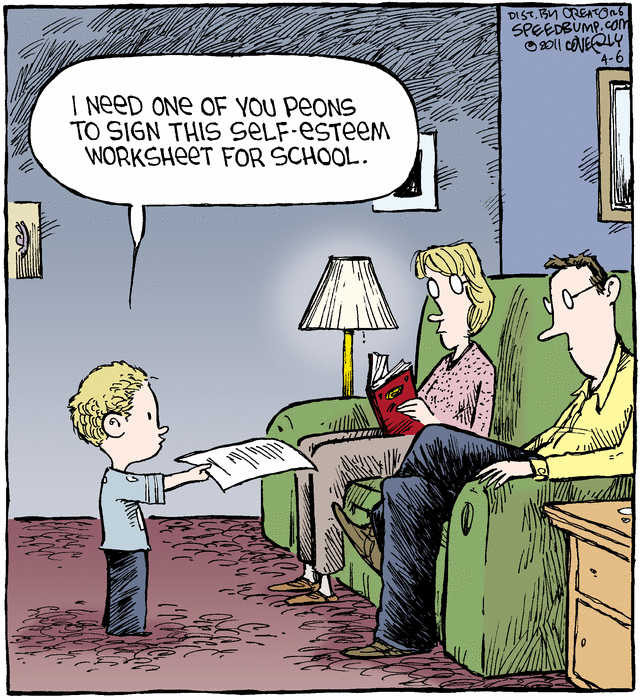 DIST. BY CREATORS
SPEEDBUMP.COM
© 2011 COVERLY
4-6
I NEED ONE OF YOU PEONS
TO SIGN THIS SELF-ESTEEM
WORKSHEET FOR SCHOOL.